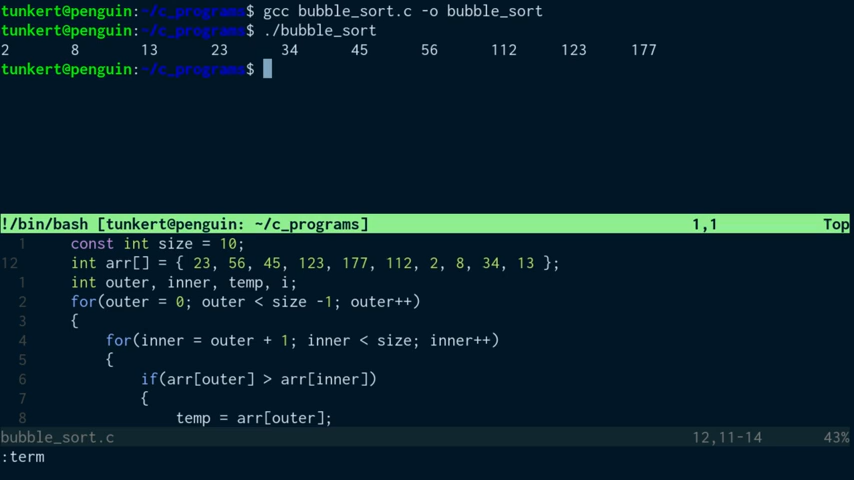 tunkert@penguin:~/c_programs$ gcc bubble_sort.c -o bubble_sort
tunkert@penguin:~/c_programs$ ./bubble_sort
2 8 13 23 34 45 56 112 123 177
tunkert@penguin:~/c_programs$
!/bin/bash [tunkert@penguin: ~/c_programs] 1,1 Top
1 const int size = 10;
12 int arr[] = { 23, 56, 45, 123, 177, 112, 2, 8, 34, 13 };
1 int outer, inner, temp, i;
2 for(outer = 0; outer < size -1; outer++)
3 {
4 for(inner = outer + 1; inner < size; inner++)
5 {
6 if(arr[outer] > arr[inner])
7 {
8 temp = arr[outer];
bubble_sort.c 12,11-14 43%
:term